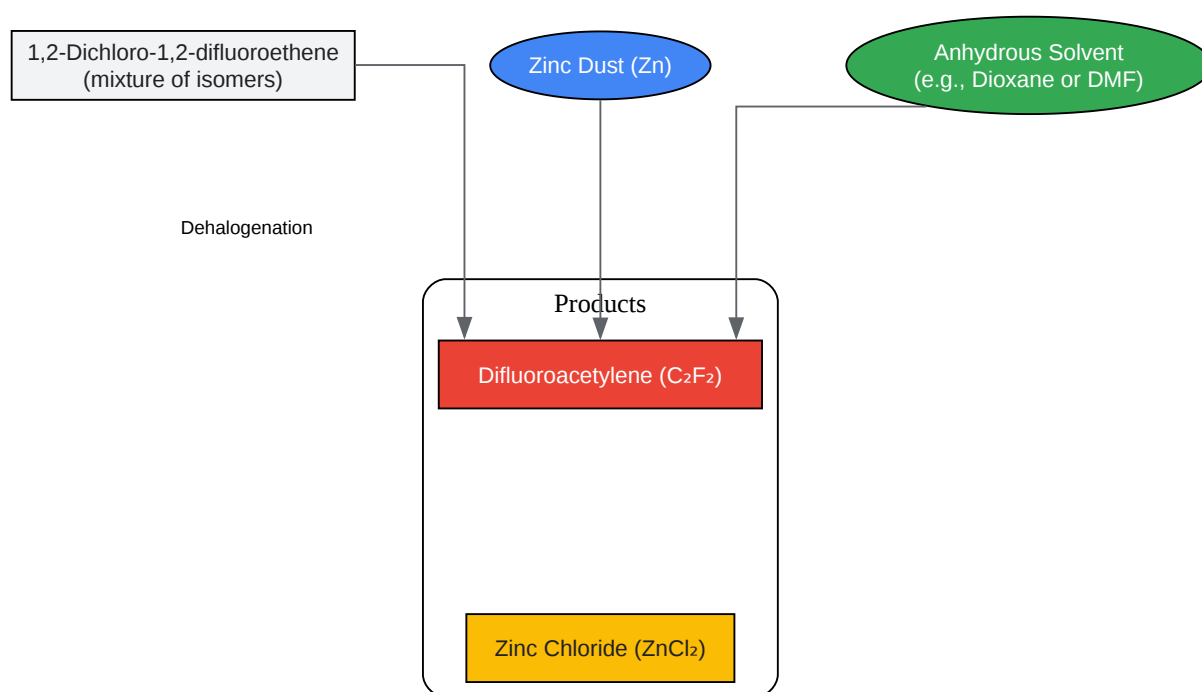 1,2-Dichloro-1,2-difluoroethene
(mixture of isomers)
Zinc Dust (Zn)
Anhydrous Solvent
(e.g., Dioxane or DMF)
Dehalogenation
Products
Difluoroacetylene (C₂F₂)
Zinc Chloride (ZnCl₂)